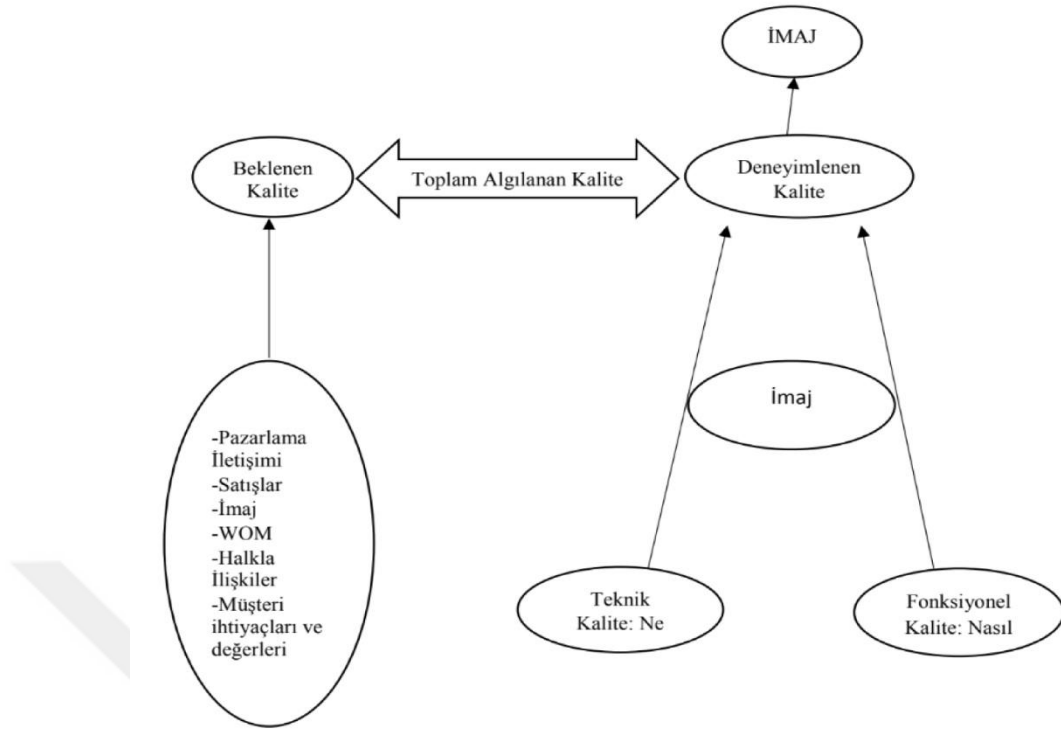 İMAJ
Beklenen
Kalite
Toplam Algılanan Kalite
Deneyimlenen
Kalite
İmaj
-Pazarlama
İletişimi
-Satışlar
-İmaj
-WOM
-Halkla
İlişkiler
-Müşteri
ihtiyaçları ve
değerleri
Teknik
Kalite: Ne
Fonksiyonel
Kalite: Nasıl